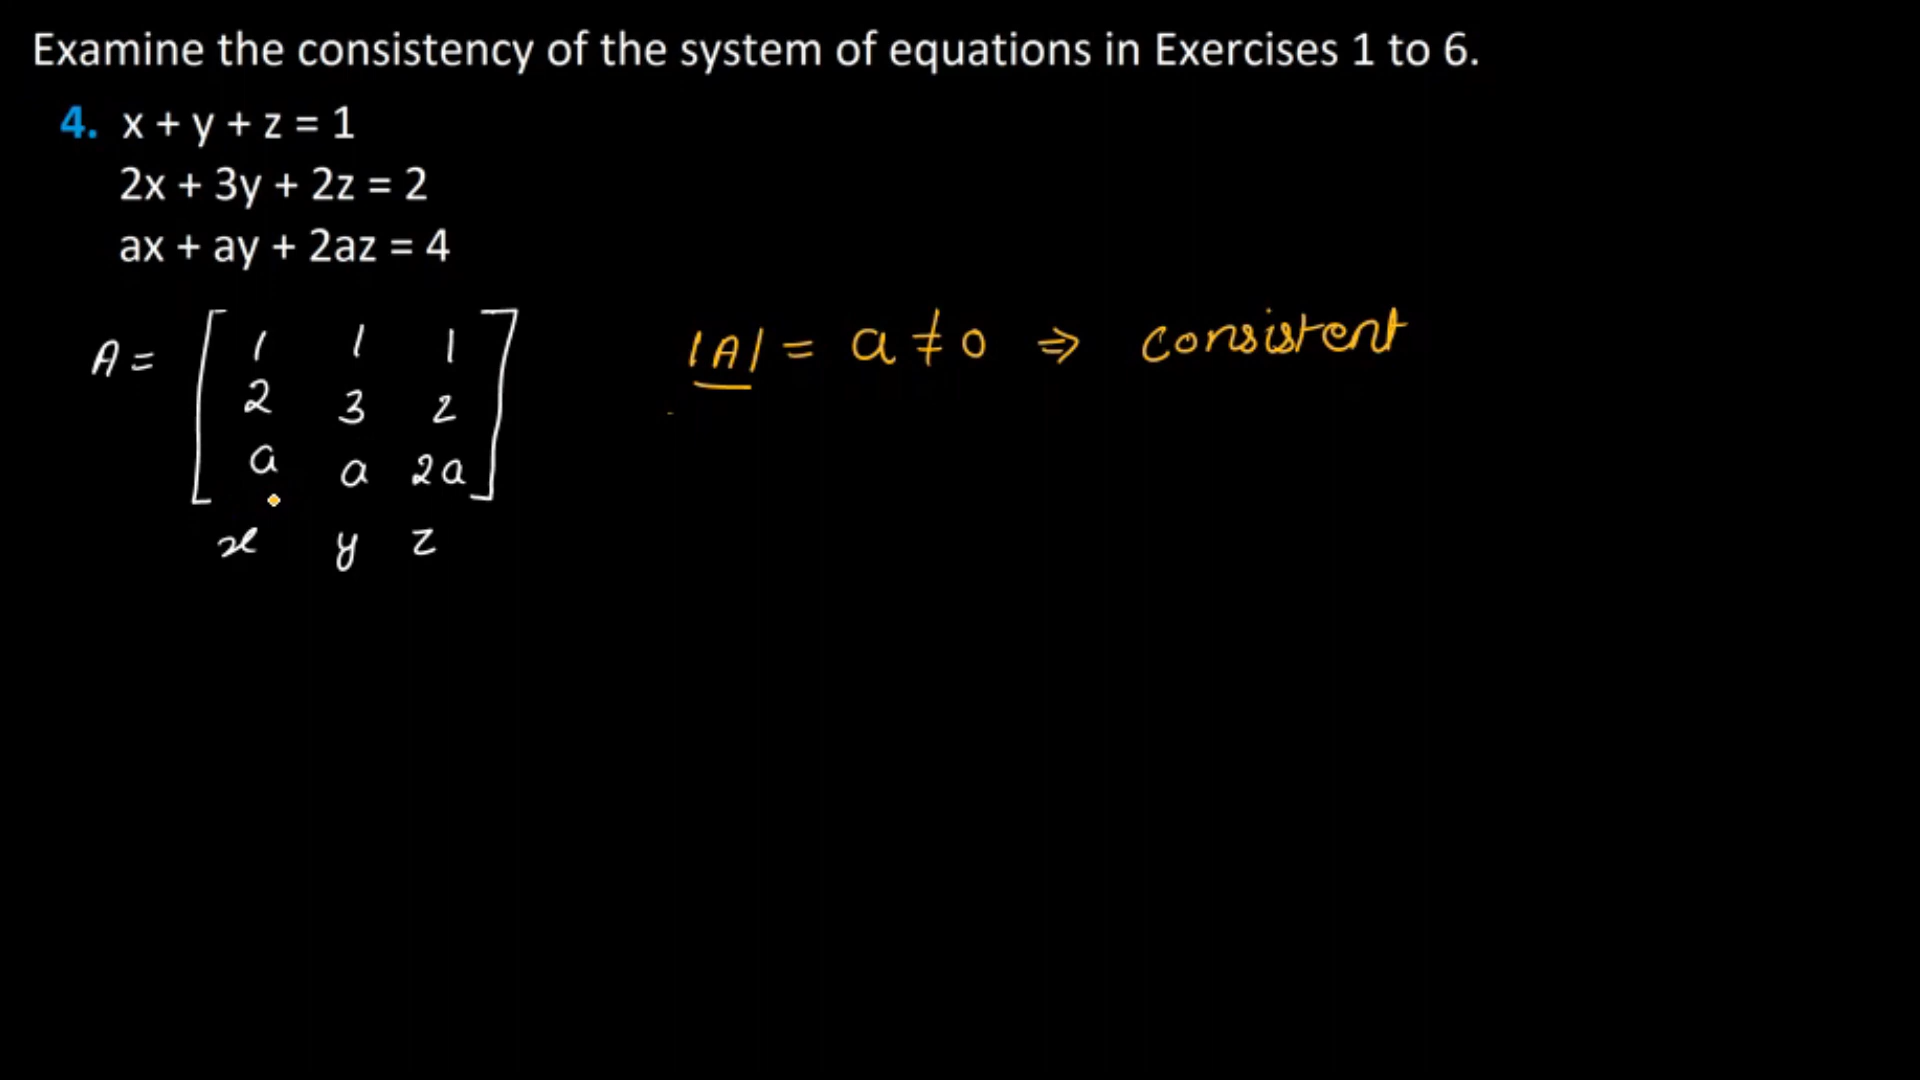 Examine the consistency of the system of equations in Exercises 1 to 6.
4. x + y + z = 1
2x + 3y + 2z = 2
ax + ay + 2az = 4
A = [ 1 1 1
2 3 2
a a 2a ]
x y z
|A| = a ≠ 0 ⇒ consistent